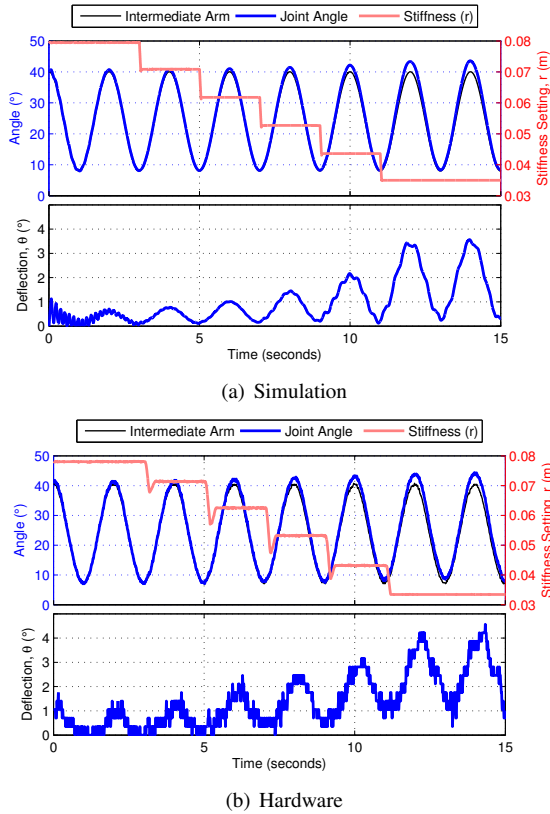 Intermediate Arm Joint Angle Stiffness (r)
50
40
30
20
10
0
Angle (°)
0.08
0.07
0.06
0.05
0.04
0.03
Stiffness Setting, r (m)
4
3
2
1
0
Deflection, θ (°)
0 5 10 15
Time (seconds)
(a) Simulation
Intermediate Arm Joint Angle Stiffness (r)
50
40
30
20
10
0
Angle (°)
0.08
0.07
0.06
0.05
0.04
0.03
Stiffness Setting, r (m)
4
3
2
1
0
Deflection, θ (°)
0 5 10 15
Time (seconds)
(b) Hardware